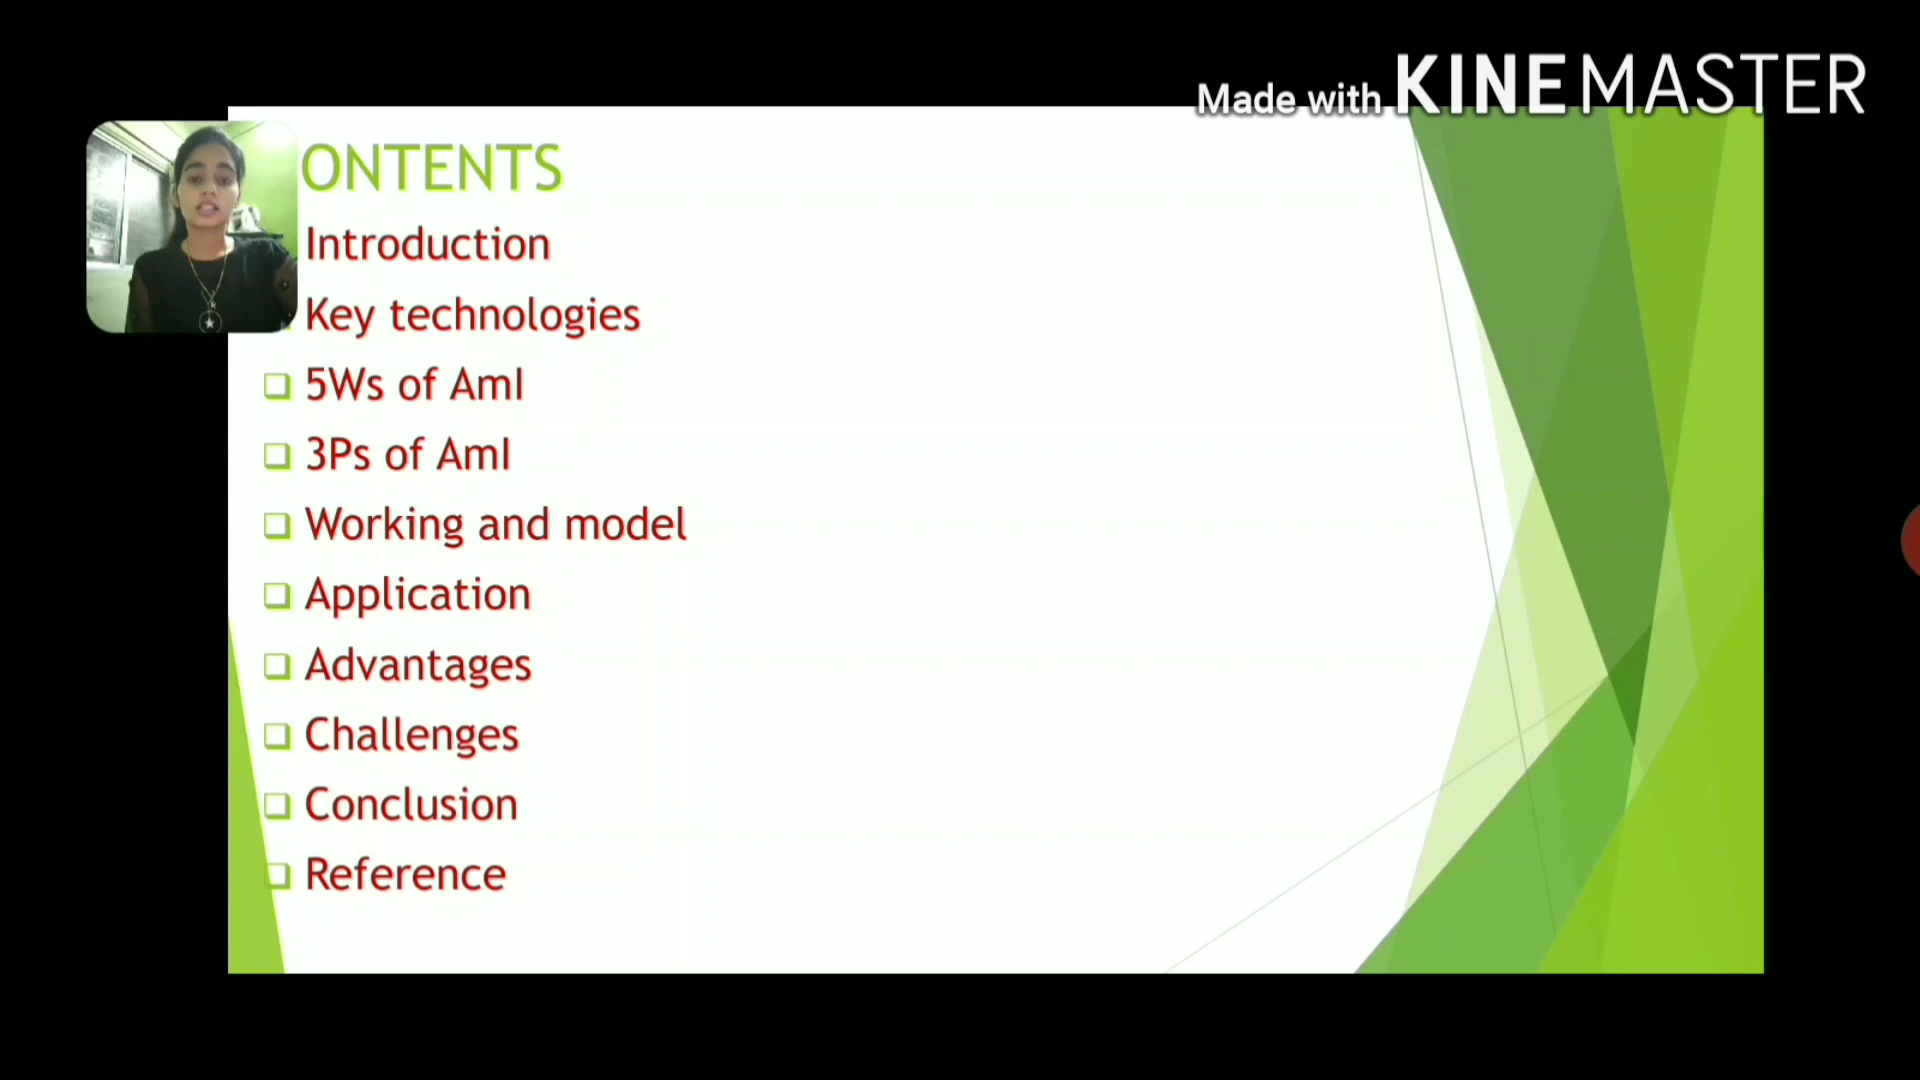 Made with KINEMASTER
ONTENTS
Introduction
Key technologies
5Ws of AmI
3Ps of AmI
Working and model
Application
Advantages
Challenges
Conclusion
Reference